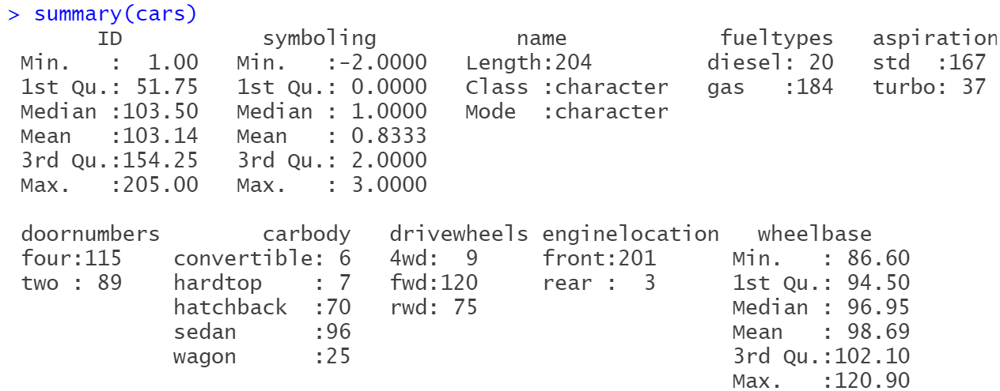 > summary(cars)
       ID         symboling           name             fueltypes   aspiration
 Min.   :  1.00   Min.   :-2.0000   Length:204         diesel: 20   std  :167
 1st Qu.: 51.75   1st Qu.: 0.0000   Class :character   gas   :184   turbo: 37
 Median :103.50   Median : 1.0000   Mode  :character
 Mean   :103.14   Mean   : 0.8333
 3rd Qu.:154.25   3rd Qu.: 2.0000
 Max.   :205.00   Max.   : 3.0000
 doornumbers        carbody   drivewheels enginelocation   wheelbase
 four:115    convertible: 6   4wd:  9     front:201      Min.   : 86.60
 two : 89    hardtop    : 7   fwd:120     rear :  3      1st Qu.: 94.50
             hatchback  :70   rwd: 75                    Median : 96.95
             sedan      :96                              Mean   : 98.69
             wagon      :25                              3rd Qu.:102.10
                                                         Max.   :120.90